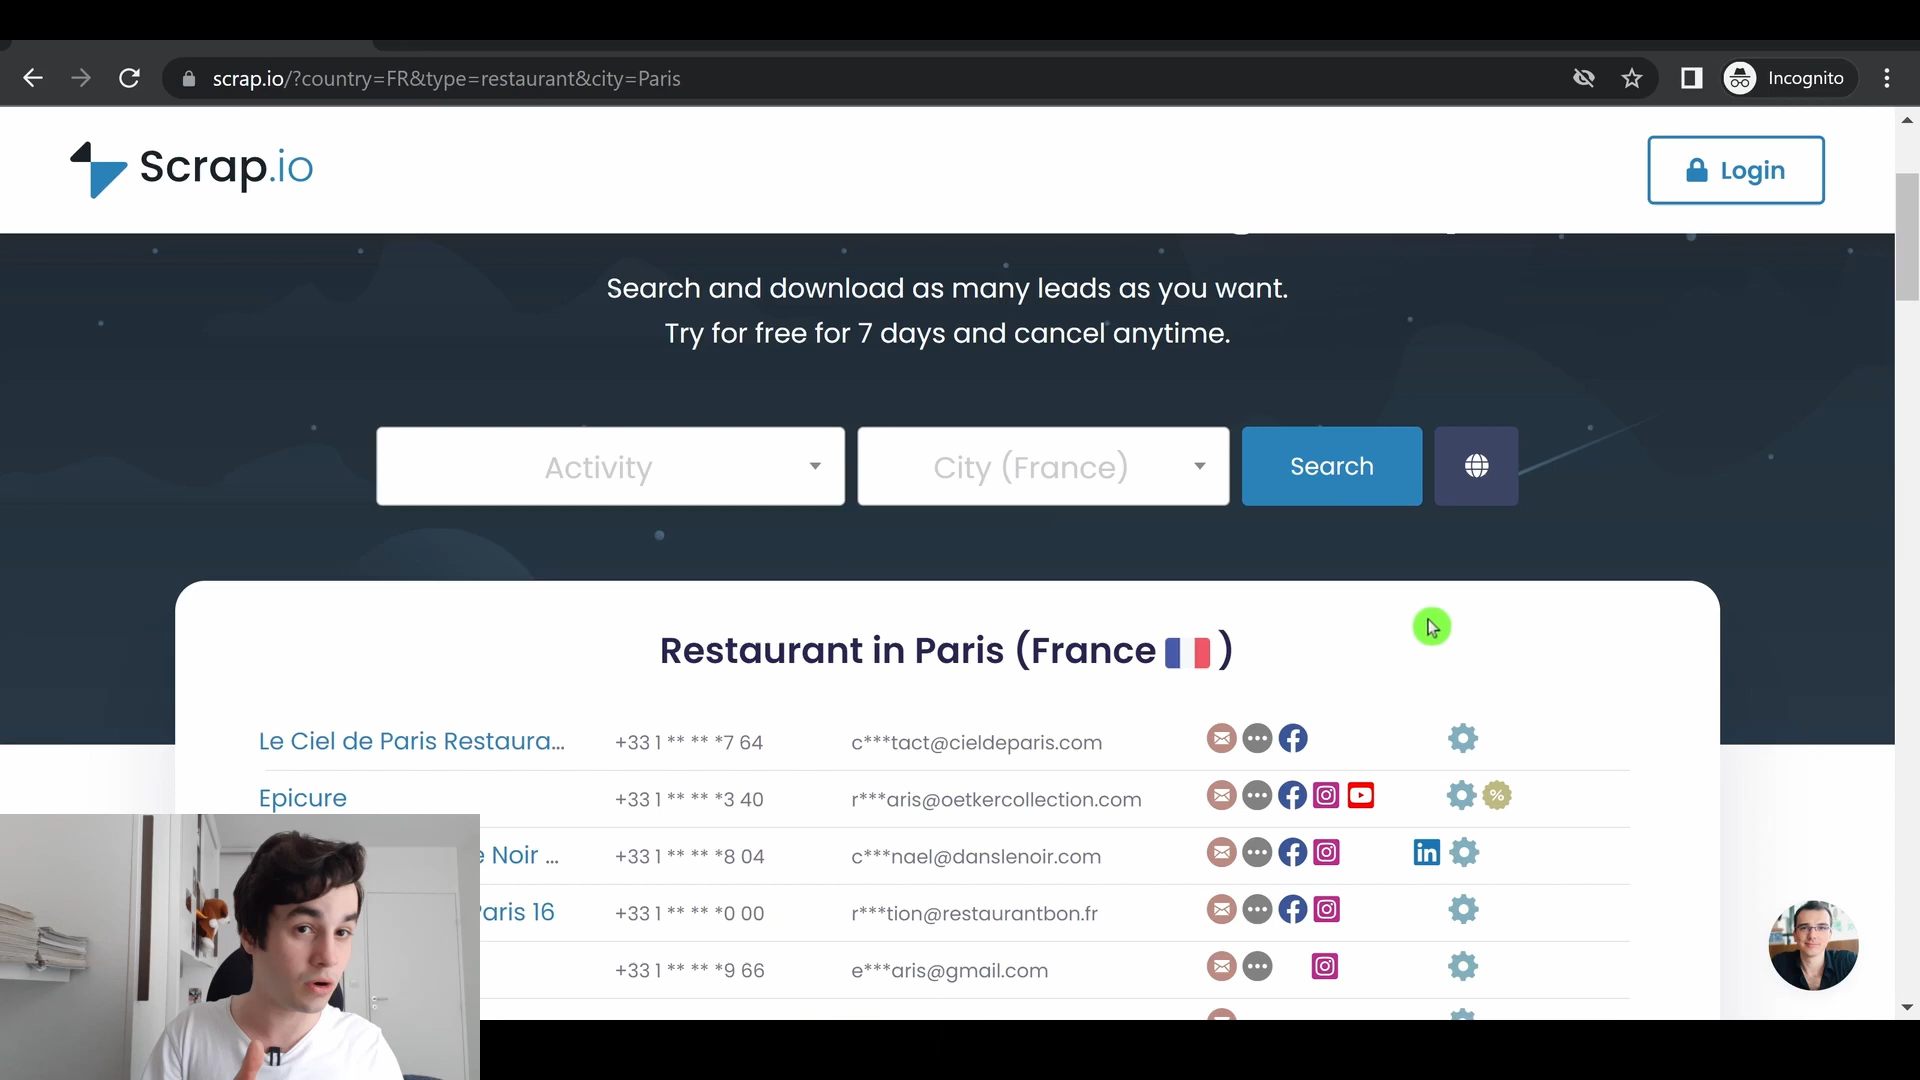 scrap.io/?country=FR&type=restaurant&city=Paris
Incognito
Scrap.io
Login
Search and download as many leads as you want.
Try for free for 7 days and cancel anytime.
Activity
City (France)
Search
Restaurant in Paris (France 🇫🇷)
Le Ciel de Paris Restaura... +33 1 ** ** *7 64 c***tact@cieldeparis.com
Epicure +33 1 ** ** *3 40 r***aris@oetkercollection.com
%
Noir ... +33 1 ** ** *8 04 c***nael@danslenoir.com
in
Paris 16 +33 1 ** ** *0 00 r***tion@restaurantbon.fr
+33 1 ** ** *9 66 e***aris@gmail.com